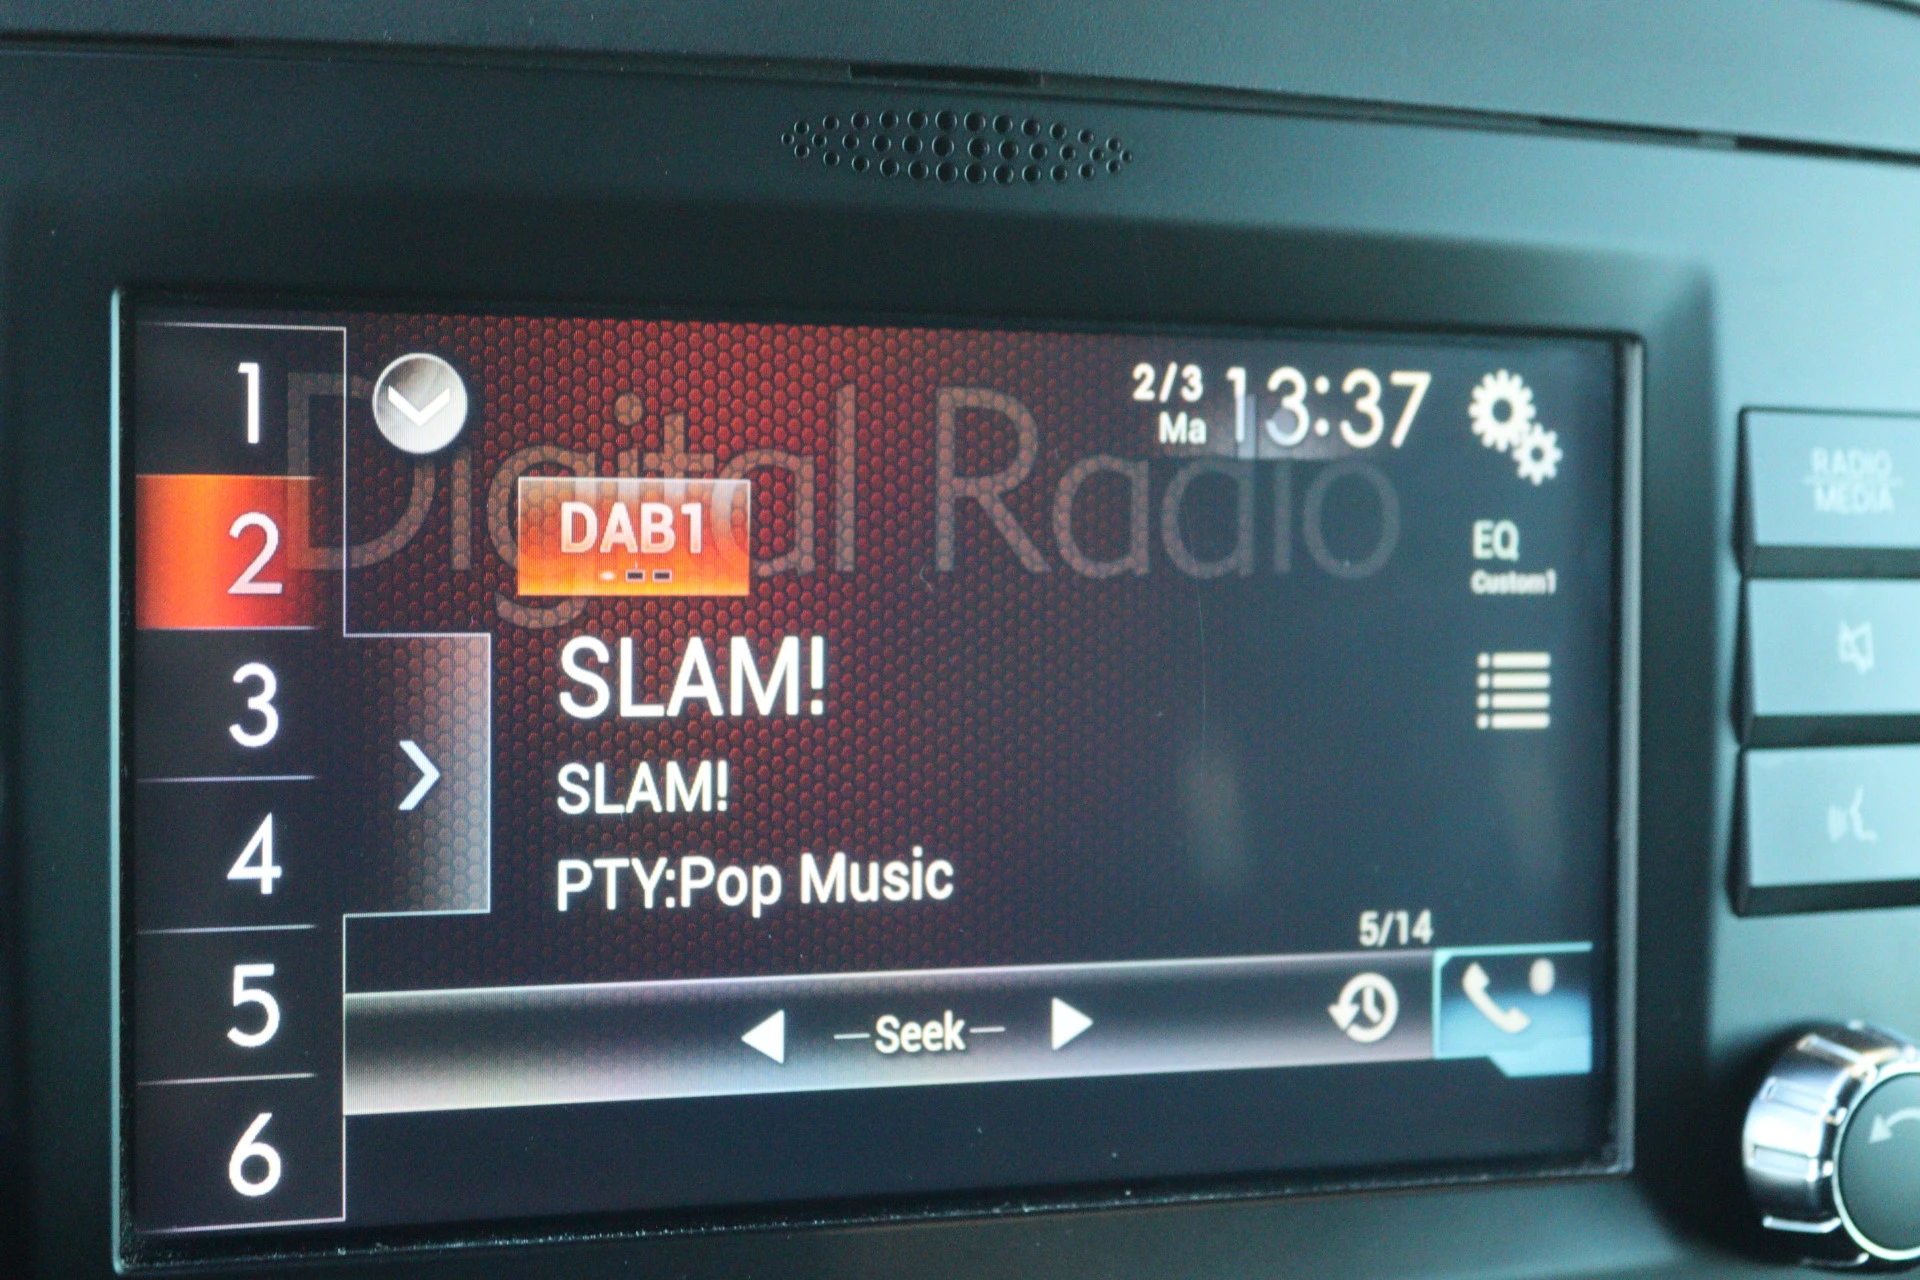 1
2
3
4
5
6
Digital Radio
2/3
Ma
13:37
DAB1
SLAM!
SLAM!
PTY:Pop Music
EQ
Custom1
5/14
Seek
RADIO
MEDIA